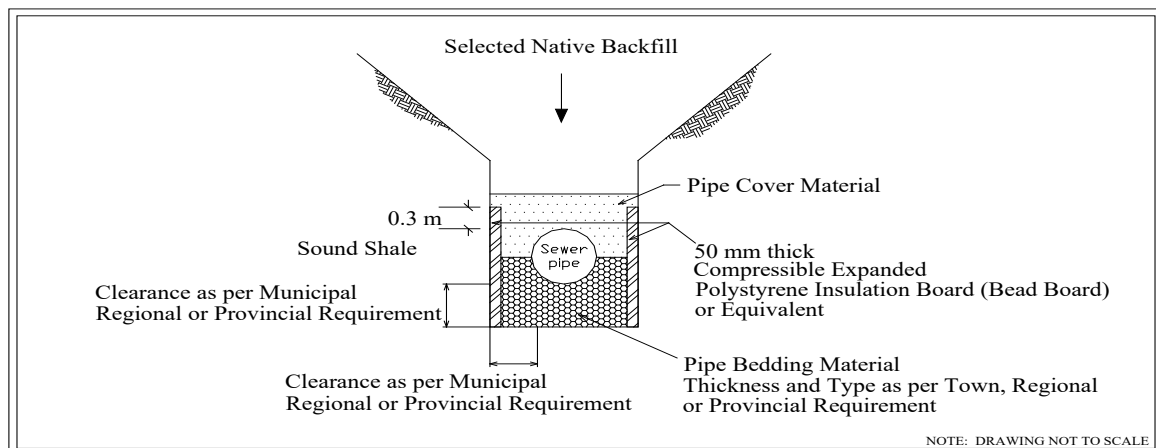 Selected Native Backfill
Pipe Cover Material
0.3 m
Sound Shale
Sewer
pipe
50 mm thick
Compressible Expanded
Polystyrene Insulation Board (Bead Board)
or Equivalent
Clearance as per Municipal
Regional or Provincial Requirement
Pipe Bedding Material
Thickness and Type as per Town, Regional
or Provincial Requirement
Clearance as per Municipal
Regional or Provincial Requirement
NOTE: DRAWING NOT TO SCALE